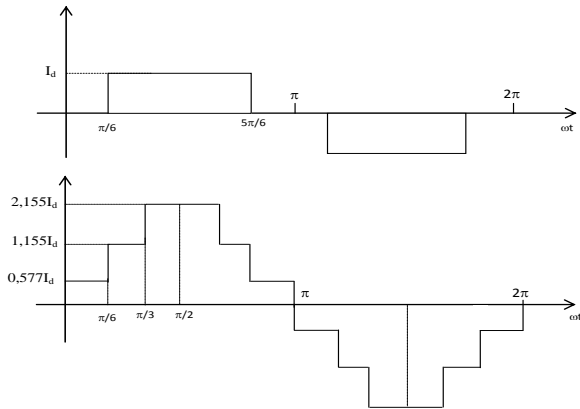 I_d
π
2π
π/6
5π/6
ωt
2,155I_d
1,155I_d
0,577I_d
π
2π
π/6
π/3
π/2
ωt